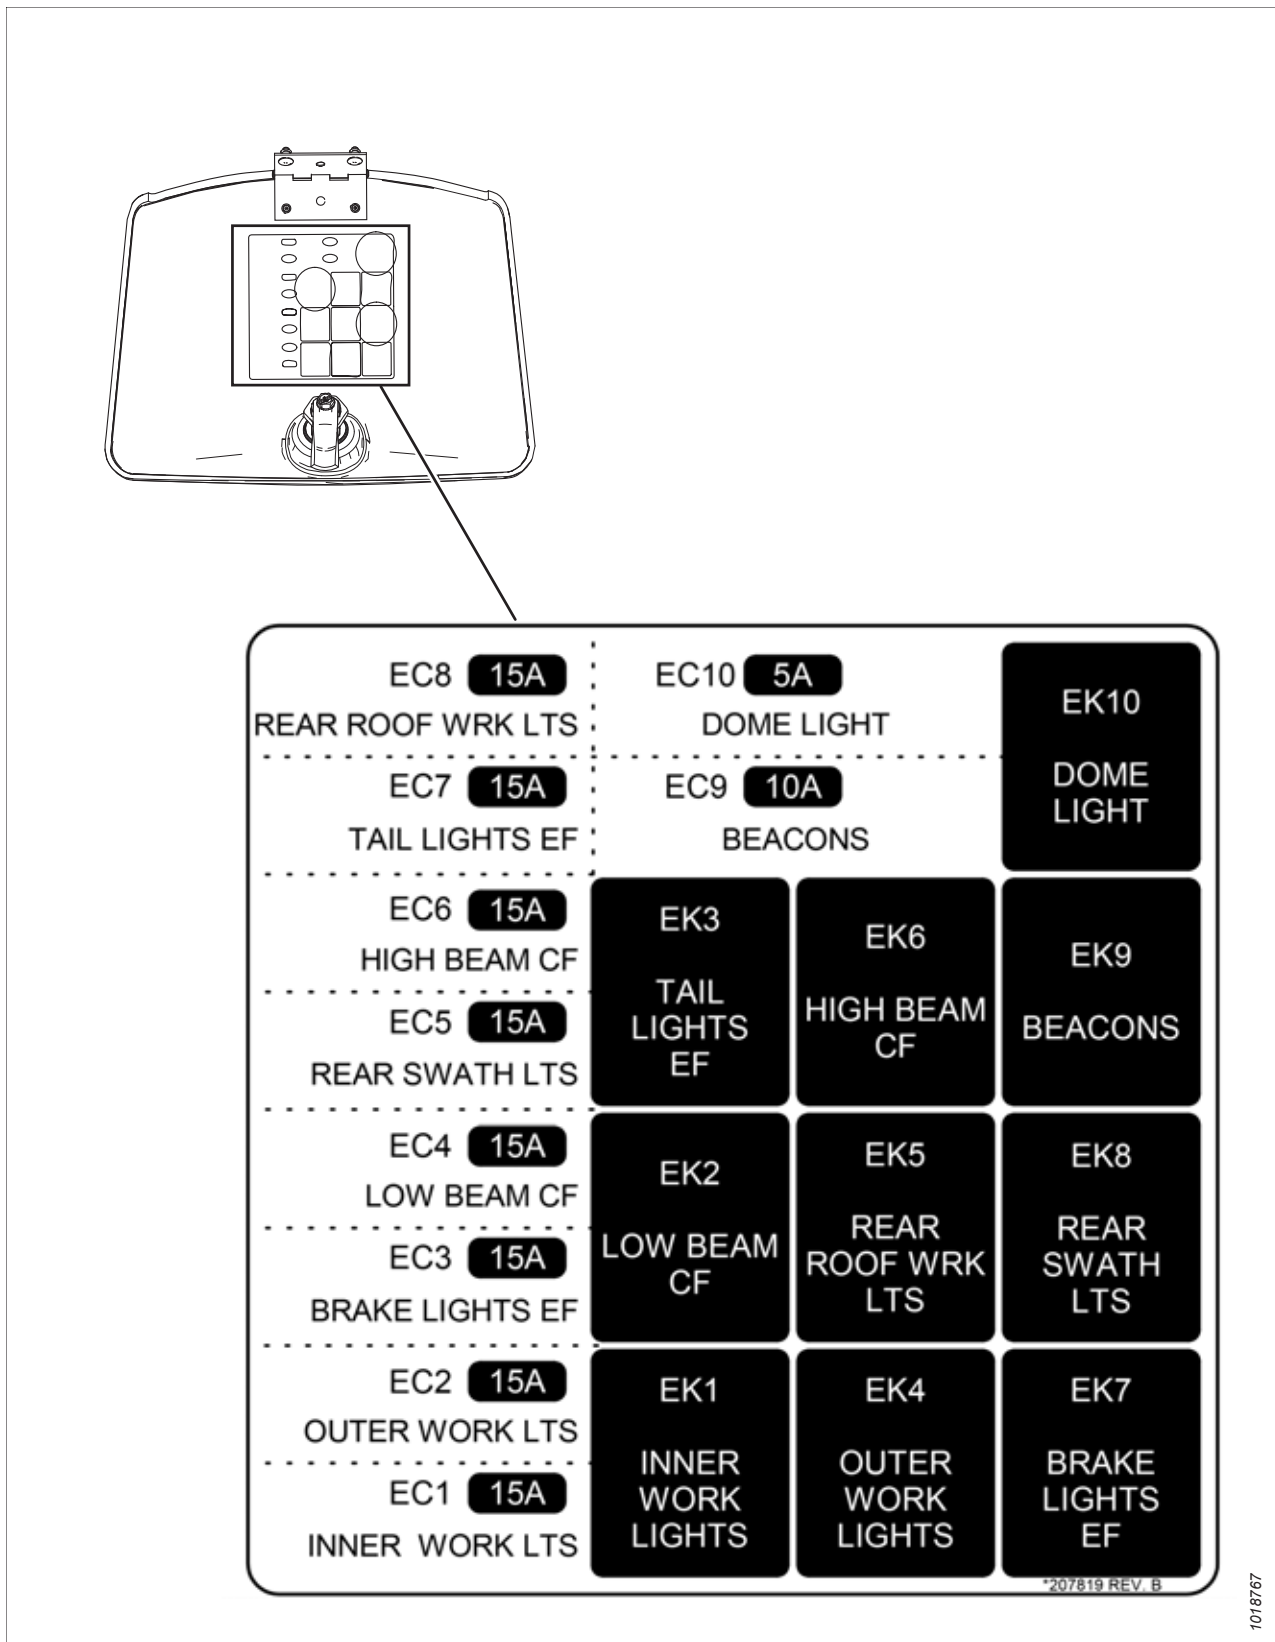 EC8 15A
REAR ROOF WRK LTS
EC10 5A
DOME LIGHT
EK10
DOME
LIGHT
EC7 15A
TAIL LIGHTS EF
EC9 10A
BEACONS
EC6 15A
HIGH BEAM CF
EC5 15A
REAR SWATH LTS
EK3
TAIL
LIGHTS
EF
EK6
HIGH BEAM
CF
EK9
BEACONS
EC4 15A
LOW BEAM CF
EC3 15A
BRAKE LIGHTS EF
EK2
LOW BEAM
CF
EK5
REAR
ROOF WRK
LTS
EK8
REAR
SWATH
LTS
EC2 15A
OUTER WORK LTS
EC1 15A
INNER WORK LTS
EK1
INNER
WORK
LIGHTS
EK4
OUTER
WORK
LIGHTS
EK7
BRAKE
LIGHTS
EF
*207819 REV. B
1018767